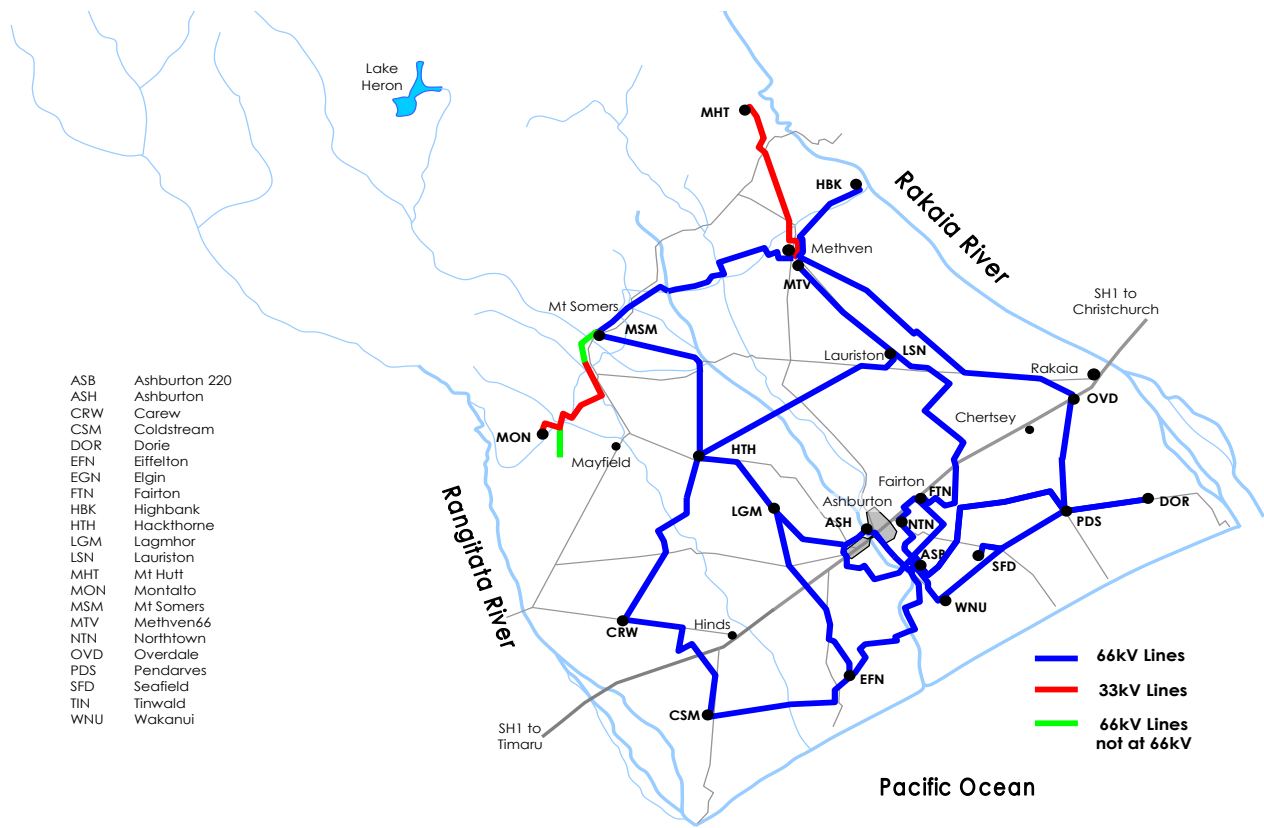 Lake
Heron
MHT
HBK
Rakaia River
Methven
MTV
SH1 to
Christchurch
Mt Somers
MSM
Lauriston
LSN
Rakaia
OVD
Chertsey
MON
Mayfield
HTH
Fairton
FTN
Ashburton
LGM
ASH
NTN
DOR
PDS
ASB
SFD
WNU
Rangitata River
CRW
Hinds
EFN
CSM
SH1 to
Timaru
ASB Ashburton 220
ASH Ashburton
CRW Carew
CSM Coldstream
DOR Dorie
EFN Eiffelton
EGN Elgin
FTN Fairton
HBK Highbank
HTH Hackthorne
LGM Lagmhor
LSN Lauriston
MHT Mt Hutt
MON Montalto
MSM Mt Somers
MTV Methven66
NTN Northtown
OVD Overdale
PDS Pendarves
SFD Seafield
TIN Tinwald
WNU Wakanui
66kV Lines
33kV Lines
66kV Lines
not at 66kV
Pacific Ocean